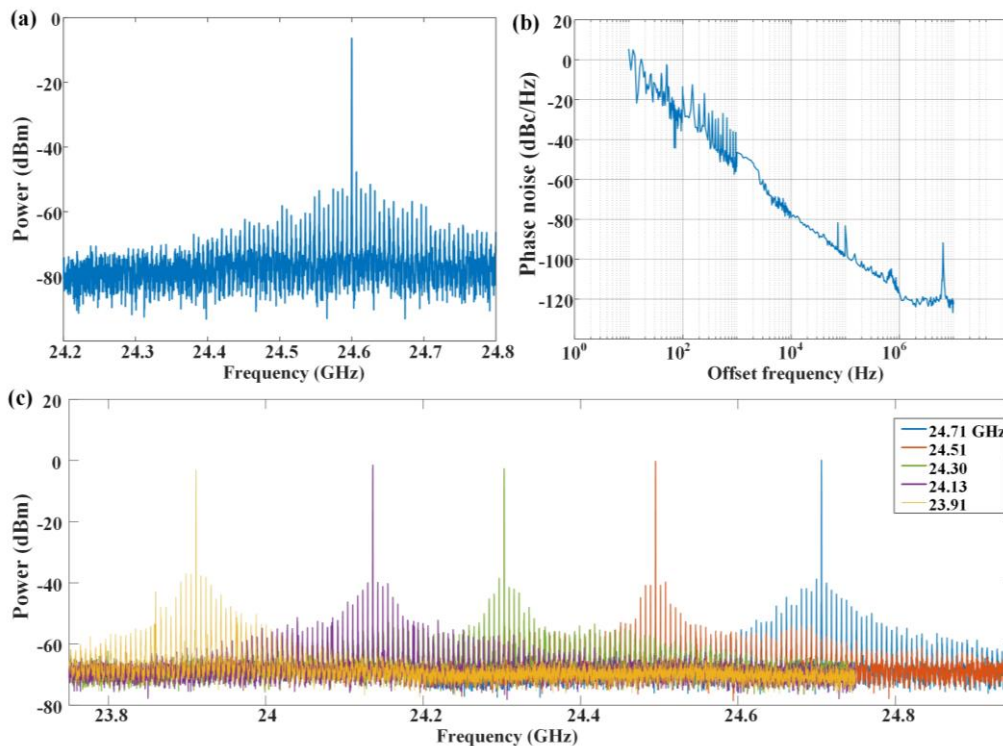 (a)
0
-20
-40
-60
-80
Power (dBm)
24.2 24.3 24.4 24.5 24.6 24.7 24.8
Frequency (GHz)
(b)
20
0
-20
-40
-60
-80
-100
-120
Phase noise (dBc/Hz)
10^0 10^2 10^4 10^6
Offset frequency (Hz)
(c)
20
0
-20
-40
-60
-80
Power (dBm)
24.71 GHz
24.51
24.30
24.13
23.91
23.8 24 24.2 24.4 24.6 24.8
Frequency (GHz)